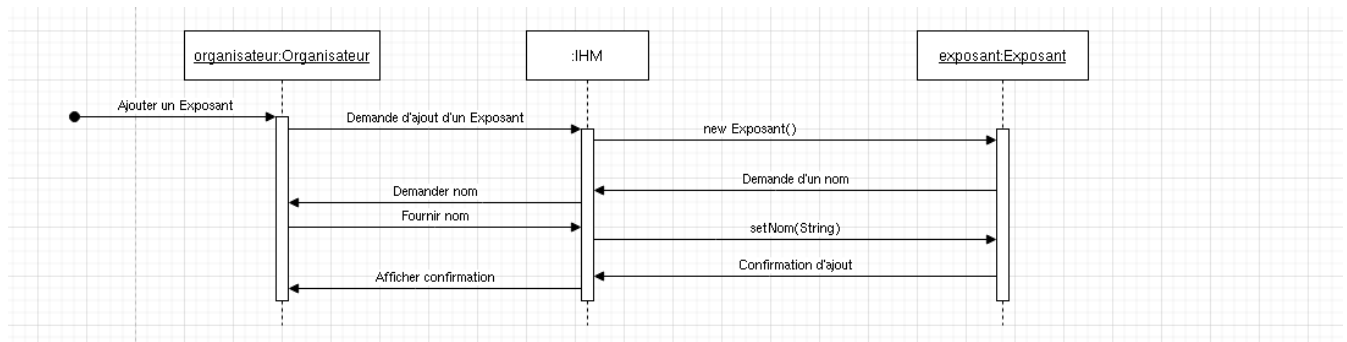 organisateur:Organisateur
:IHM
exposant:Exposant
Ajouter un Exposant
Demande d'ajout d'un Exposant
new Exposant()
Demande d'un nom
Demander nom
Fournir nom
setNom(String)
Confirmation d'ajout
Afficher confirmation